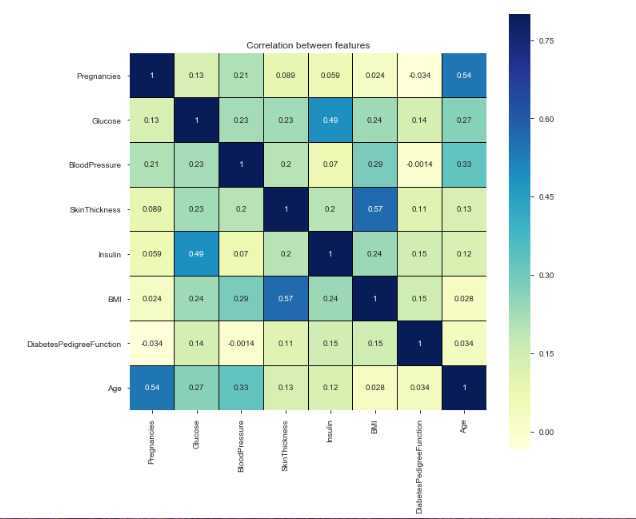 Correlation between features
Pregnancies 1 0.13 0.21 0.089 0.059 0.024 -0.034 0.54
Glucose 0.13 1 0.23 0.23 0.49 0.24 0.14 0.27
BloodPressure 0.21 0.23 1 0.2 0.07 0.29 -0.0014 0.33
SkinThickness 0.089 0.23 0.2 1 0.2 0.57 0.11 0.13
Insulin 0.059 0.49 0.07 0.2 1 0.24 0.15 0.12
BMI 0.024 0.24 0.29 0.57 0.24 1 0.15 0.028
DiabetesPedigreeFunction -0.034 0.14 -0.0014 0.11 0.15 0.15 1 0.034
Age 0.54 0.27 0.33 0.13 0.12 0.028 0.034 1
Pregnancies
Glucose
BloodPressure
SkinThickness
Insulin
BMI
DiabetesPedigreeFunction
Age
0.75
0.60
0.45
0.30
0.15
0.00